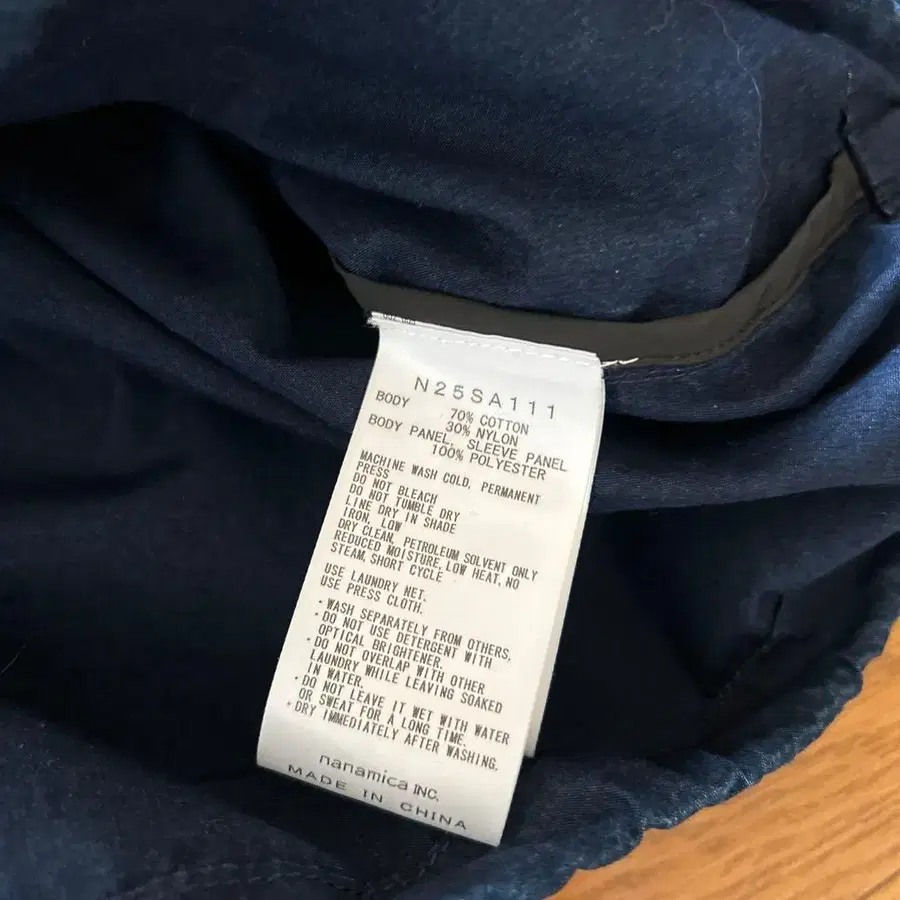 N25SA111
BODY 70% COTTON
30% NYLON
BODY PANEL, SLEEVE PANEL
100% POLYESTER
MACHINE WASH COLD, PERMANENT
PRESS
DO NOT BLEACH
DO NOT TUMBLE DRY
LINE DRY IN SHADE
IRON, LOW
DRY CLEAN, PETROLEUM SOLVENT ONLY
REDUCED MOISTURE, LOW HEAT, NO
STEAM, SHORT CYCLE
USE LAUNDRY NET.
USE PRESS CLOTH.
・WASH SEPARATELY FROM OTHERS.
・DO NOT USE DETERGENT WITH
OPTICAL BRIGHTENER.
・DO NOT OVERLAP WITH OTHER
LAUNDRY WHILE LEAVING SOAKED
IN WATER.
・DO NOT LEAVE IT WET WITH WATER
OR SWEAT FOR A LONG TIME.
・DRY IMMEDIATELY AFTER WASHING.
nanamica INC.
MADE IN CHINA